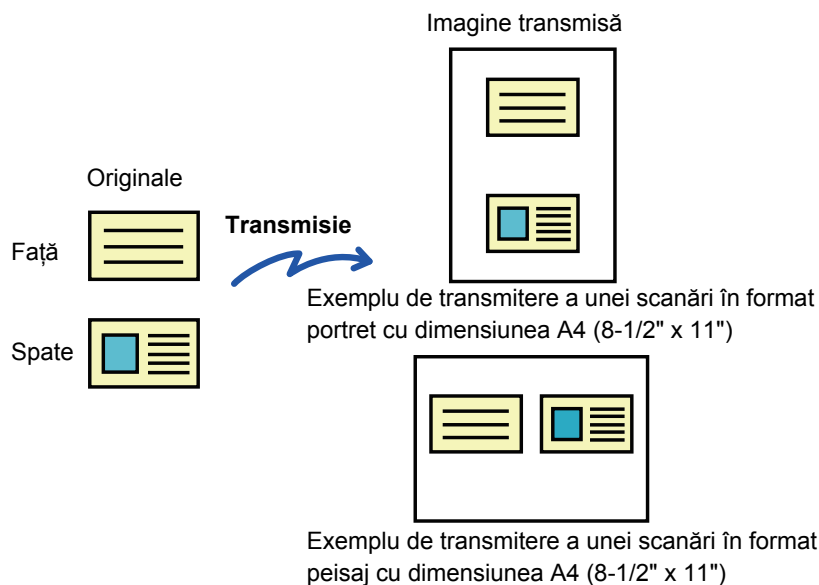 Imagine transmisă
Originale
Față
Transmisie
Spate
Exemplu de transmitere a unei scanări în format
portret cu dimensiunea A4 (8-1/2" x 11")
Exemplu de transmitere a unei scanări în format
peisaj cu dimensiunea A4 (8-1/2" x 11")